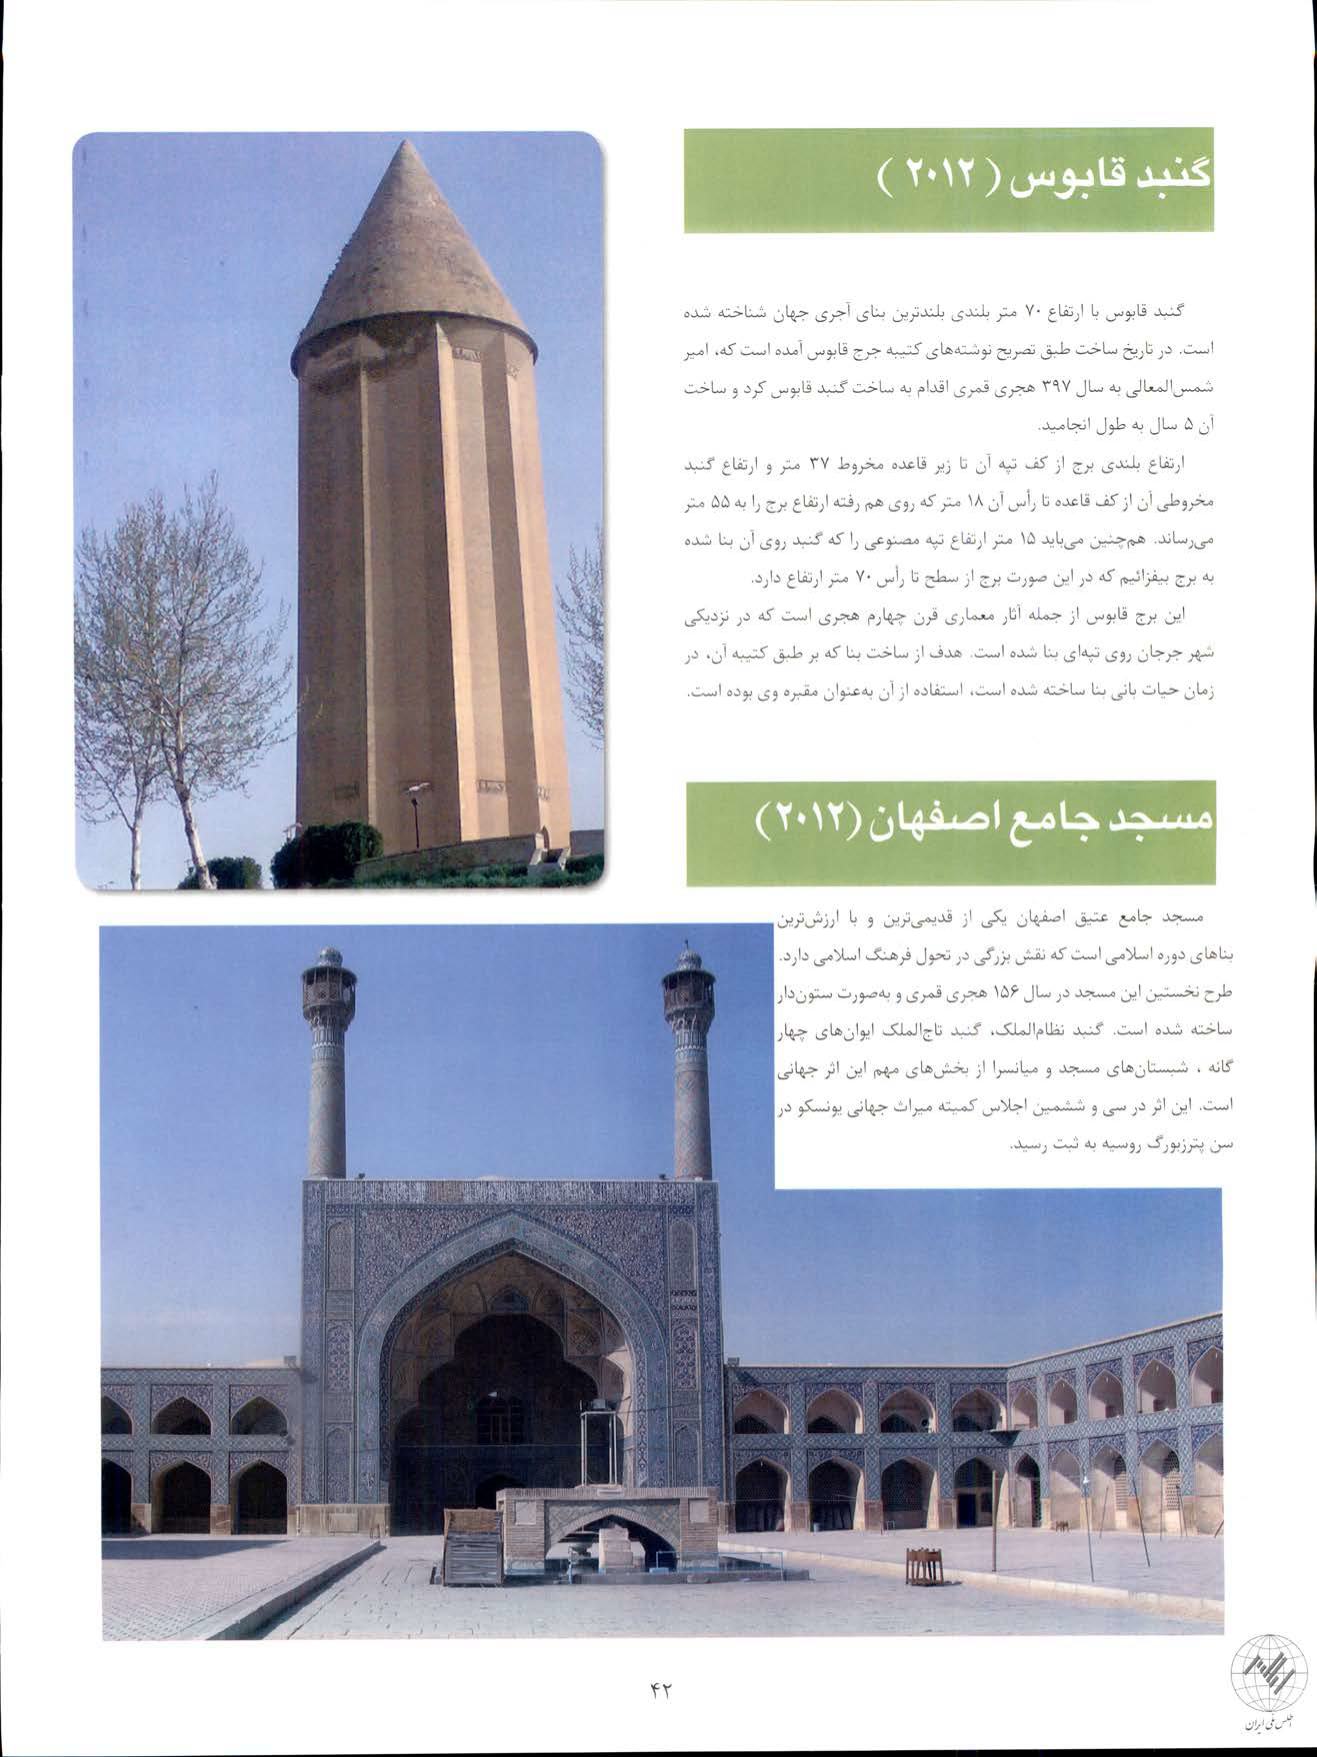 گنبد قابوس ( ۲۰۱۲ )
گنبد قابوس با ارتفاع ۷۰ متر بلندی بلندترین بنای آجری جهان شناخته شده
است. در تاریخ ساخت طبق تصریح نوشته‌های کتیبه جرج قابوس آمده است که، امیر
شمس‌المعالی به سال ۳۹۷ هجری قمری اقدام به ساخت گنبد قابوس کرد و ساخت
آن ۵ سال به طول انجامید.
ارتفاع بلندی برج از کف تپه آن تا زیر قاعده مخروط ۳۷ متر و ارتفاع گنبد
مخروطی آن از کف قاعده تا رأس آن ۱۸ متر که روی هم رفته ارتفاع برج را به ۵۵ متر
می‌رساند. هم‌چنین می‌باید ۱۵ متر ارتفاع تپه مصنوعی را که گنبد روی آن بنا شده
به برج بیفزائیم که در این صورت برج از سطح تا رأس ۷۰ متر ارتفاع دارد.
این برج قابوس از جمله آثار معماری قرن چهارم هجری است که در نزدیکی
شهر جرجان روی تپه‌ای بنا شده است. هدف از ساخت بنا که بر طبق کتیبه آن، در
زمان حیات بانی بنا ساخته شده است، استفاده از آن به‌عنوان مقبره وی بوده است.
مسجد جامع اصفهان (۲۰۱۲)
مسجد جامع عتیق اصفهان یکی از قدیمی‌ترین و با ارزش‌ترین
بناهای دوره اسلامی است که نقش بزرگی در تحول فرهنگ اسلامی دارد.
طرح نخستین این مسجد در سال ۱۵۶ هجری قمری و به‌صورت ستون‌دار
ساخته شده است. گنبد نظام‌الملک، گنبد تاج‌الملک ایوان‌های چهار
گانه ، شبستان‌های مسجد و میانسرا از بخش‌های مهم این اثر جهانی
است. این اثر در سی و ششمین اجلاس کمیته میراث جهانی یونسکو در
سن پترزبورگ روسیه به ثبت رسید.
۴۲
اطلس ملّی ایران